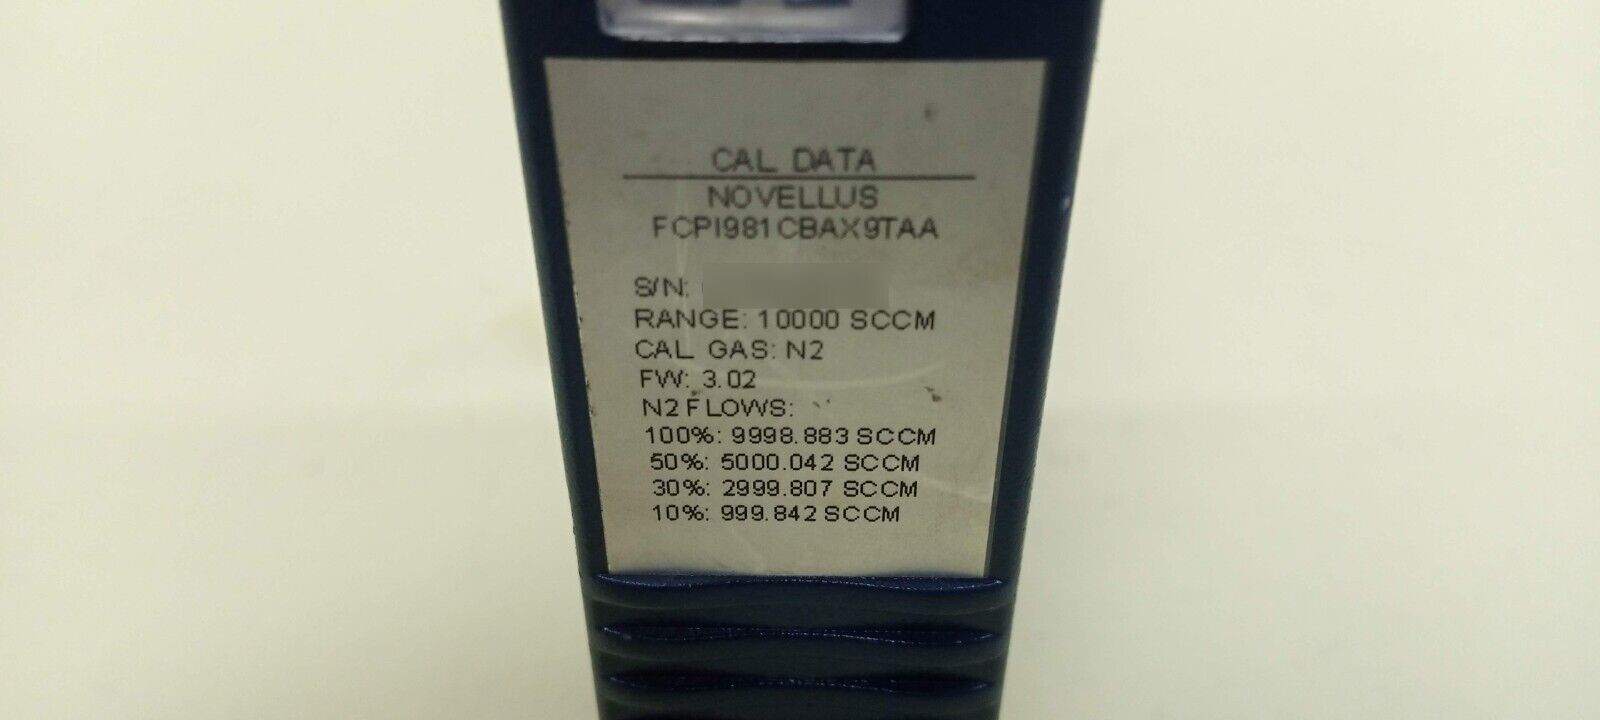 CAL DATA
NOVELLUS
FCPI981CBAX9TAA
S/N:
RANGE: 10000 SCCM
CAL GAS: N2
FW: 3.02
N2 FLOWS:
100%: 9998.883 SCCM
50%: 5000.042 SCCM
30%: 2999.807 SCCM
10%: 999.842 SCCM